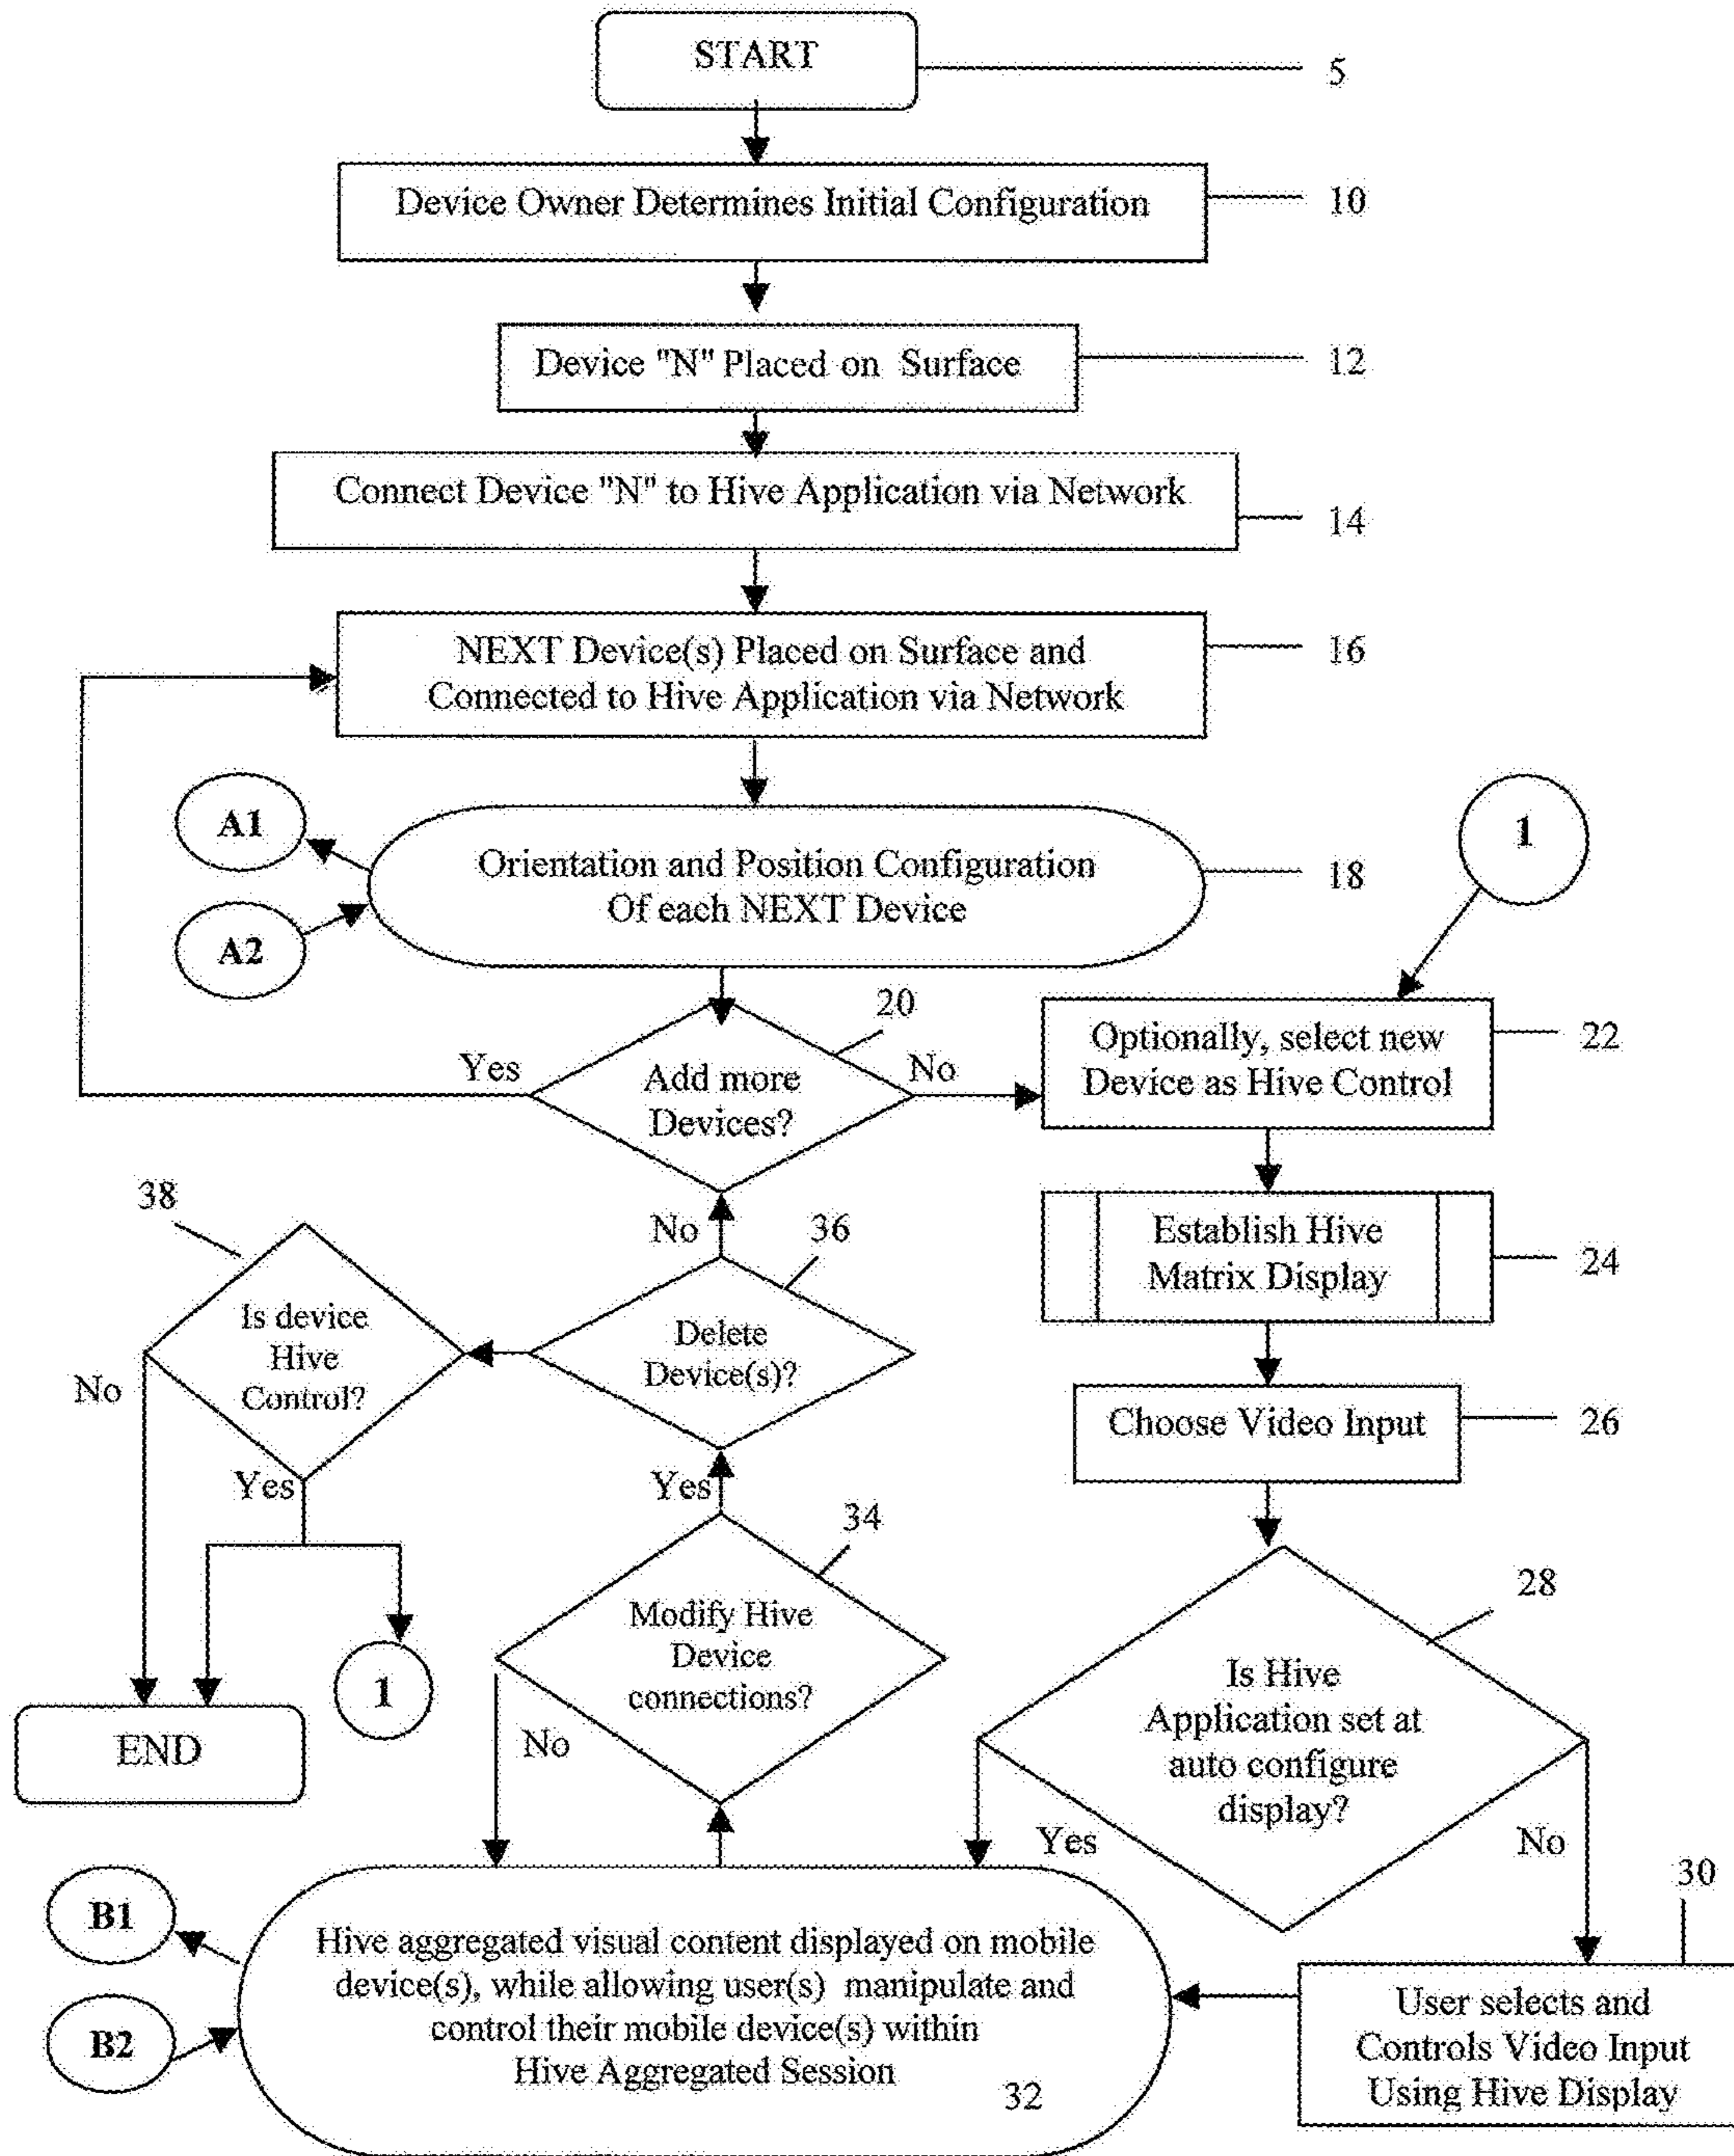 START
5
Device Owner Determines Initial Configuration
10
Device "N" Placed on Surface
12
Connect Device "N" to Hive Application via Network
14
NEXT Device(s) Placed on Surface and
Connected to Hive Application via Network
16
A1
A2
Orientation and Position Configuration
Of each NEXT Device
18
1
20
Yes
Add more
Devices?
No
Optionally, select new
Device as Hive Control
22
38
No
36
Establish Hive
Matrix Display
24
Is device
Hive
Control?
No
Yes
Delete
Device(s)?
Choose Video Input
26
Yes
34
Modify Hive
Device
connections?
No
28
Is Hive
Application set at
auto configure
display?
Yes
No
1
END
30
B1
B2
Hive aggregated visual content displayed on mobile
device(s), while allowing user(s) manipulate and
control their mobile device(s) within
Hive Aggregated Session
32
User selects and
Controls Video Input
Using Hive Display